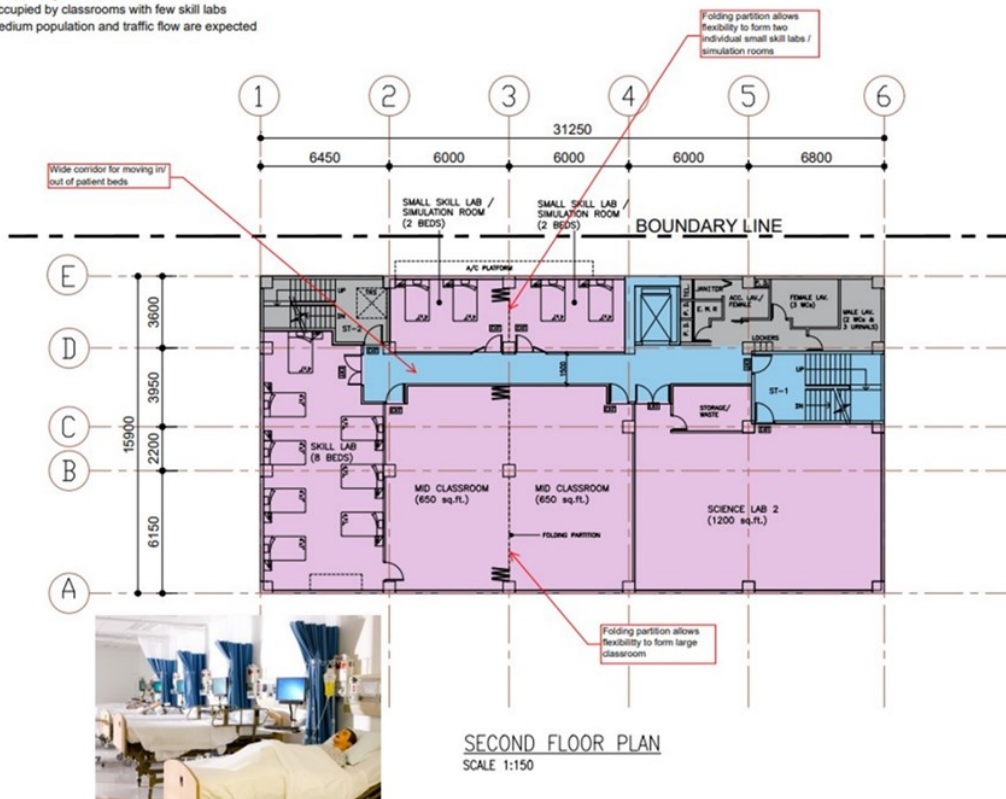 ccupied by classrooms with few skill labs
edium population and traffic flow are expected
Folding partition allows
flexibility to form two
individual small skill labs /
simulation rooms
1
2
3
4
5
6
31250
6450
6000
6000
6000
6800
Wide corridor for moving in/
out of patient beds
SMALL SKILL LAB /
SIMULATION ROOM
(2 BEDS)
SMALL SKILL LAB /
SIMULATION ROOM
(2 BEDS)
BOUNDARY LINE
A/C PLATFORM
E
D
C
B
A
3600
3950
2200
6150
15900
UP
IN
TRS
ST-2
TEL.
JANITOR
E.M.R
ACC. LAV./
FEMALE
FEMALE LAV.
(3 WCs)
MALE LAV.
(2 WCs &
3 URINALS)
LOCKERS
1500
UP
ST-1
IN
STORAGE/
WASTE
SKILL LAB
(8 BEDS)
MID CLASSROOM
(650 sq.ft.)
MID CLASSROOM
(650 sq.ft.)
SCIENCE LAB 2
(1200 sq.ft.)
FOLDING PARTITION
Folding partition allows
flexibiltty to form large
classroom
SECOND FLOOR PLAN
SCALE 1:150